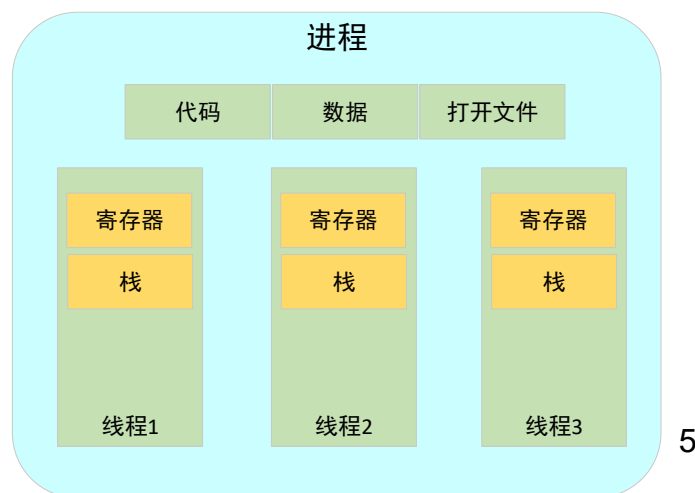 进程
代码 数据 打开文件
寄存器 寄存器 寄存器
栈 栈 栈
线程1 线程2 线程3
5